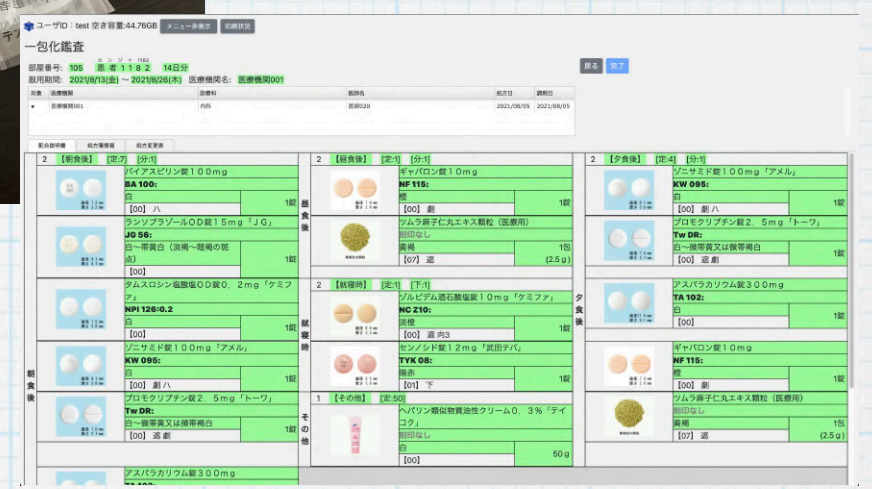 ユーザID：test 空き容量:44.76GB メニュー非表示 印刷状況
一包化鑑査
カンジャ 1182
部屋番号: 105 患者１１８２ 14日分
服用期間: 2021/8/13(金) ～ 2021/8/26(木) 医療機関名: 医療機関001
戻る 完了
対象 医療機関 診療科 医師名 処方日 調剤日
医療機関001 内科 医師020 2021/08/05 2021/08/05
配合説明書 処方箋情報 処方変更表
朝食後
2 【朝食後】 [定:7] [分:1]
バイアスピリン錠１００mg
BA 100:
白
1錠
【00】 ハ
ランソプラゾールOD錠１５mg「ＪＧ」
JG 56:
白～帯黄白（淡褐～暗褐の斑
点）
1錠
【00】
タムスロシン塩酸塩OD錠０．２mg「ケミフ
ァ」
NPI 126:0.2
白
1錠
【00】
ゾニサミド錠１００mg「アメル」
KW 095:
白
1錠
【00】 劇ハ
ブロモクリプチン錠２．５mg「トーワ」
Tw DR:
白～微帯黄又は微帯褐白
1錠
【00】 遮劇
アスパラカリウム錠３００mg
TA 102:
昼食後
2 【昼食後】 [定:1] [分:1]
ギャバロン錠１０mg
NF 115:
橙
1錠
【00】 劇
ツムラ麻子仁丸エキス顆粒（医療用）
刻印なし
黄褐
1包
【07】 遮
(2.5ｇ)
就寝時
2 【就寝時】 [定:1] [下:1]
ゾルピデム酒石酸塩錠１０mg「ケミファ」
NC Z10:
淡橙
1錠
【00】 遮向3
センノシド錠１２mg「武田テバ」
TYK 08:
暗赤
1錠
【01】 下
その他
1 【その他】 [定:50]
ヘパリン類似物質油性クリーム０．３％「テイ
コク」
刻印なし
白
50ｇ
【00】
夕食後
2 【夕食後】 [定:4] [分:1]
ゾニサミド錠１００mg「アメル」
KW 095:
白
1錠
【00】 劇ハ
ブロモクリプチン錠２．５mg「トーワ」
Tw DR:
白～微帯黄又は微帯褐白
1錠
【00】 遮劇
アスパラカリウム錠３００mg
TA 102:
白
1錠
【00】
ギャバロン錠１０mg
NF 115:
橙
1錠
【00】 劇
ツムラ麻子仁丸エキス顆粒（医療用）
刻印なし
黄褐
1包
【07】 遮
(2.5ｇ)